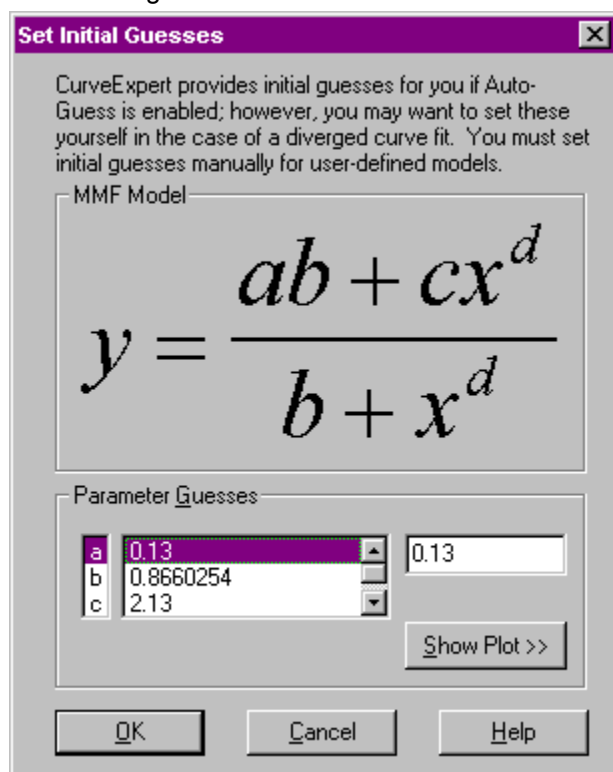 Set Initial Guesses
CurveExpert provides initial guesses for you if Auto-
Guess is enabled; however, you may want to set these
yourself in the case of a diverged curve fit.  You must set
initial guesses manually for user-defined models.
MMF Model
y = (ab + cx^d) / (b + x^d)
Parameter Guesses
a 0.13 0.13
b 0.8660254
c 2.13
Show Plot >>
OK Cancel Help